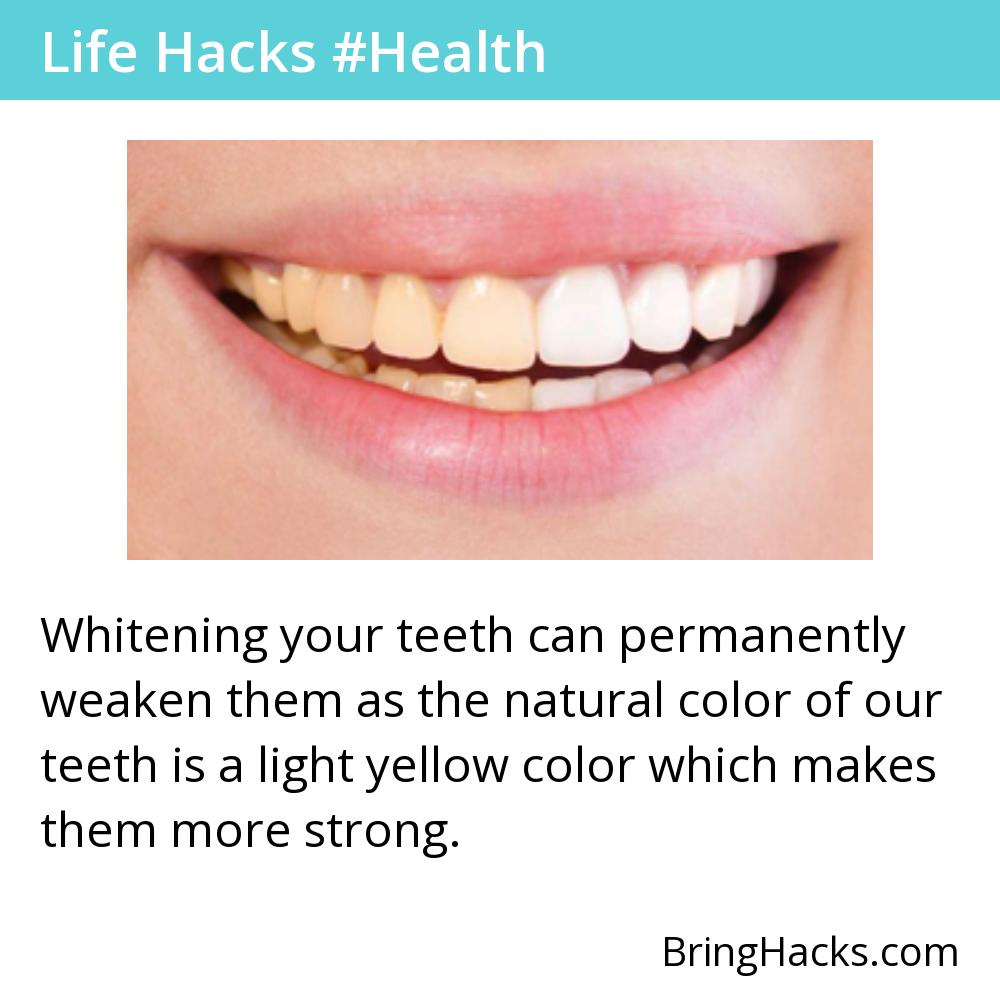 Life Hacks #Health
Whitening your teeth can permanently
weaken them as the natural color of our
teeth is a light yellow color which makes
them more strong.
BringHacks.com